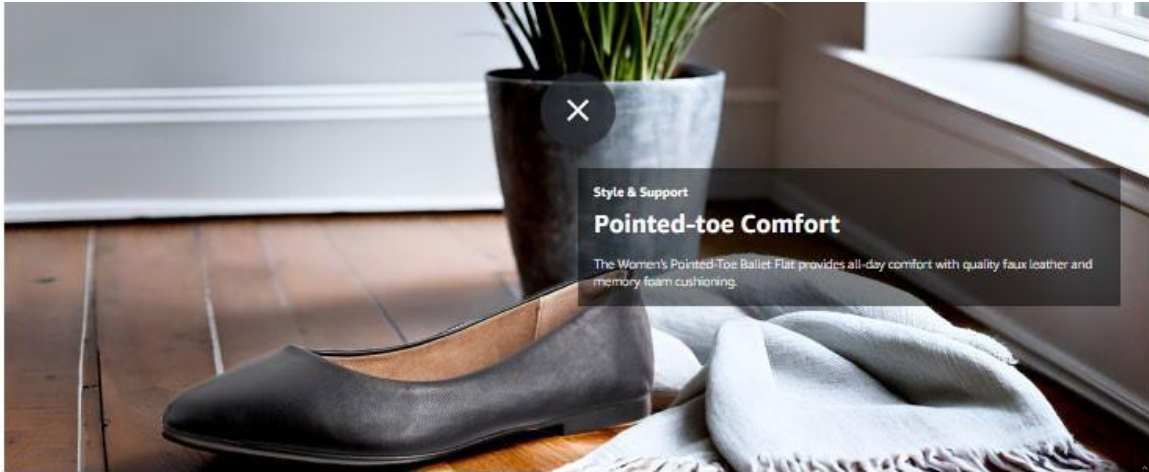 Style & Support
Pointed-toe Comfort
The Women's Pointed-Toe Ballet Flat provides all-day comfort with quality faux leather and
memory foam cushioning.